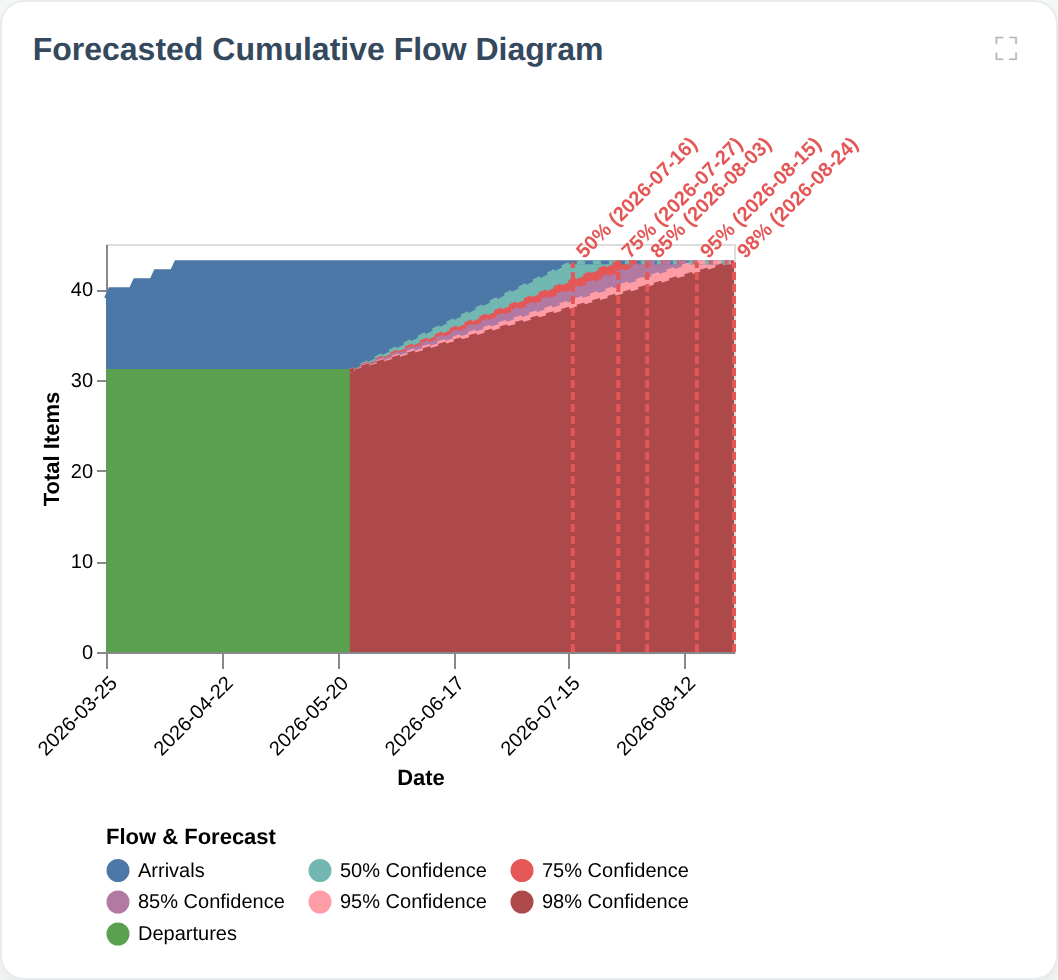 Forecasted Cumulative Flow Diagram
50% (2026-07-16)
75% (2026-07-27)
85% (2026-08-03)
95% (2026-08-15)
98% (2026-08-24)
Total Items
40
30
20
10
0
2026-03-25
2026-04-22
2026-05-20
2026-06-17
2026-07-15
2026-08-12
Date
Flow & Forecast
Arrivals
50% Confidence
75% Confidence
85% Confidence
95% Confidence
98% Confidence
Departures